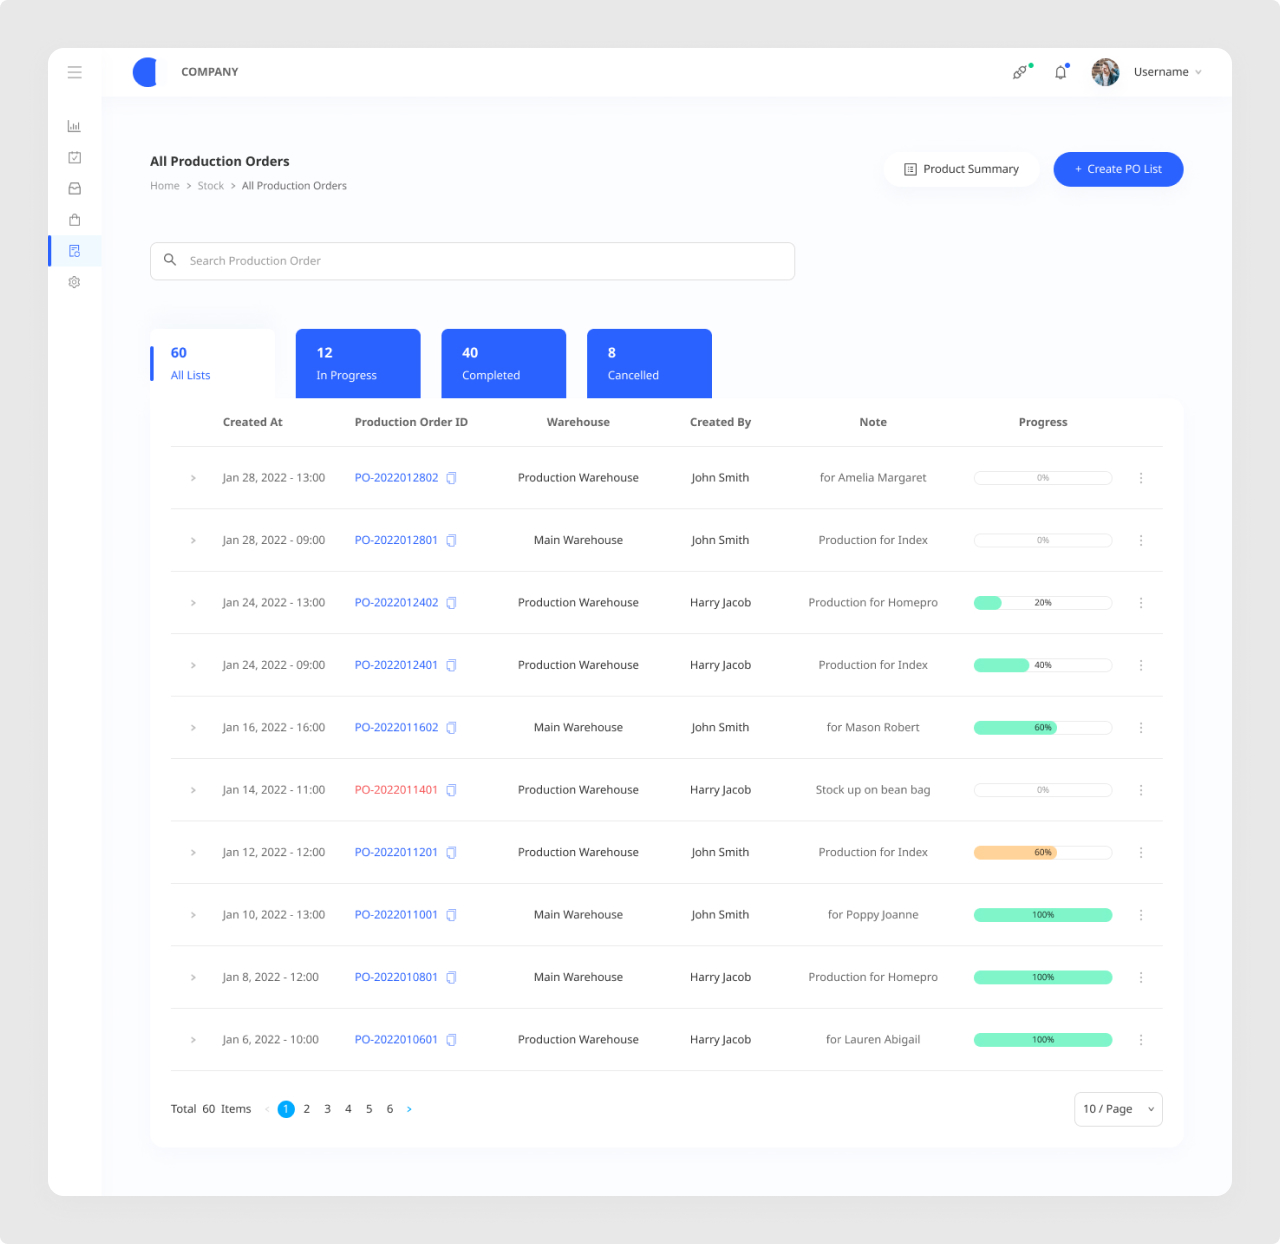 COMPANY
Username
All Production Orders
Home > Stock > All Production Orders
Product Summary
+ Create PO List
Search Production Order
60
All Lists
12
In Progress
40
Completed
8
Cancelled
Created At Production Order ID Warehouse Created By Note Progress
> Jan 28, 2022 - 13:00 PO-2022012802 Production Warehouse John Smith for Amelia Margaret 0%
> Jan 28, 2022 - 09:00 PO-2022012801 Main Warehouse John Smith Production for Index 0%
> Jan 24, 2022 - 13:00 PO-2022012402 Production Warehouse Harry Jacob Production for Homepro 20%
> Jan 24, 2022 - 09:00 PO-2022012401 Production Warehouse Harry Jacob Production for Index 40%
> Jan 16, 2022 - 16:00 PO-2022011602 Main Warehouse John Smith for Mason Robert 60%
> Jan 14, 2022 - 11:00 PO-2022011401 Production Warehouse Harry Jacob Stock up on bean bag 0%
> Jan 12, 2022 - 12:00 PO-2022011201 Production Warehouse John Smith Production for Index 60%
> Jan 10, 2022 - 13:00 PO-2022011001 Main Warehouse John Smith for Poppy Joanne 100%
> Jan 8, 2022 - 12:00 PO-2022010801 Main Warehouse Harry Jacob Production for Homepro 100%
> Jan 6, 2022 - 10:00 PO-2022010601 Production Warehouse Harry Jacob for Lauren Abigail 100%
Total 60 Items < 1 2 3 4 5 6 >
10 / Page